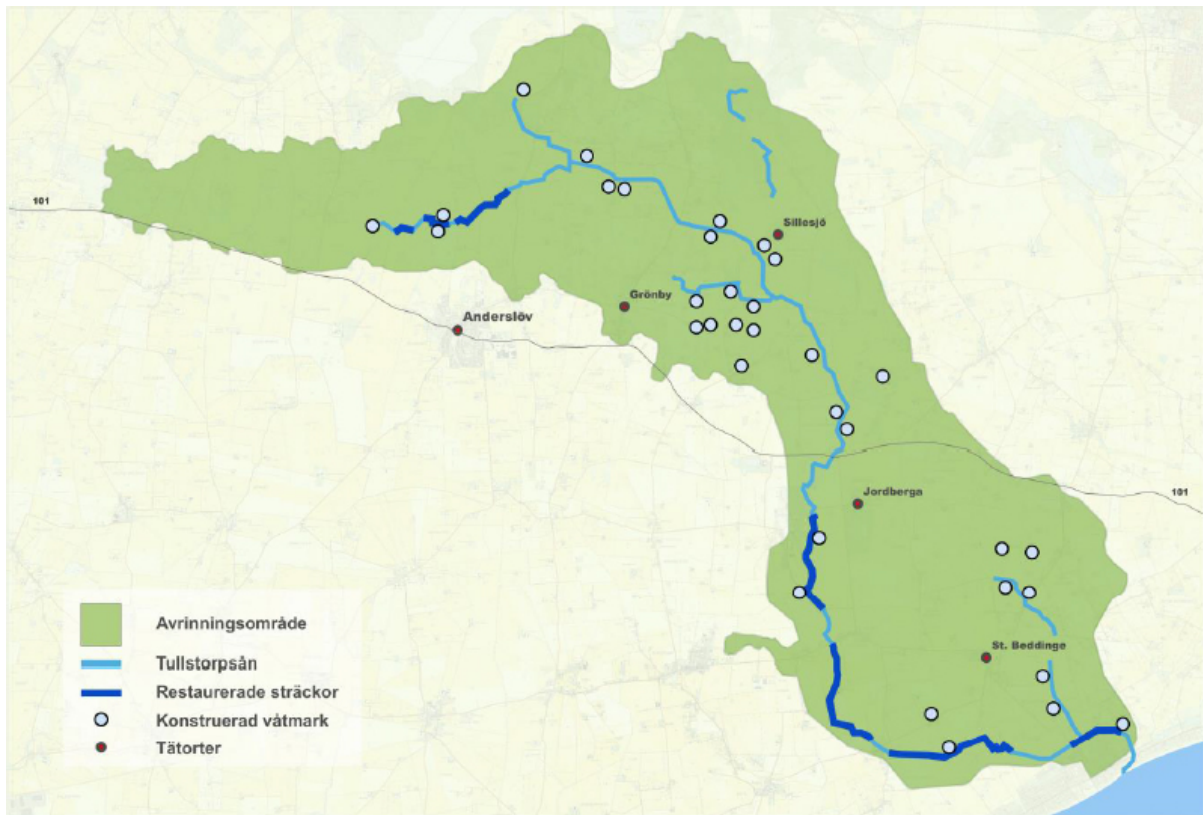 101
Sillesjö
Grönby
Anderslöv
101
Jordberga
St. Beddinge
Avrinningsområde
Tullstorpsån
Restaurerade sträckor
Konstruerad våtmark
Tätorter